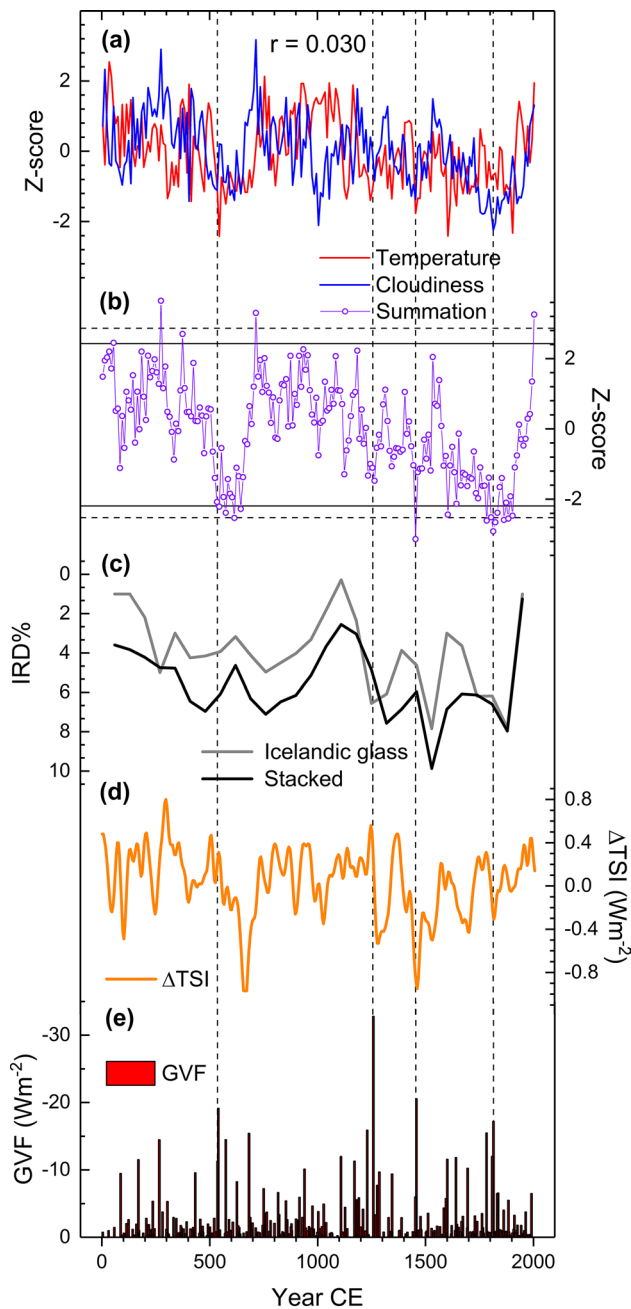 (a)
r = 0.030
2
0
-2
Z-score
Temperature
Cloudiness
(b)
Summation
2
0
-2
Z-score
(c)
0
2
4
6
8
10
IRD%
Icelandic glass
Stacked
(d)
0.8
0.4
0.0
-0.4
-0.8
ΔTSI (Wm⁻²)
ΔTSI
(e)
-30
-20
-10
0
GVF (Wm⁻²)
GVF
0 500 1000 1500 2000
Year CE